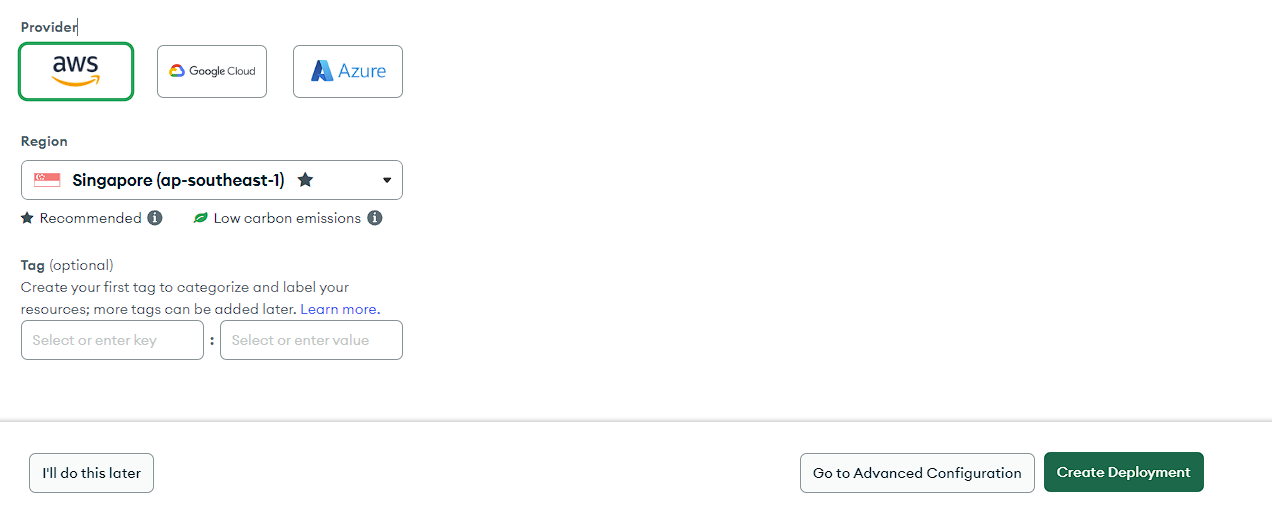 Provider
aws
Google Cloud
Azure
Region
Singapore (ap-southeast-1)
Recommended
Low carbon emissions
Tag (optional)
Create your first tag to categorize and label your
resources; more tags can be added later. Learn more.
Select or enter key : Select or enter value
I'll do this later
Go to Advanced Configuration
Create Deployment